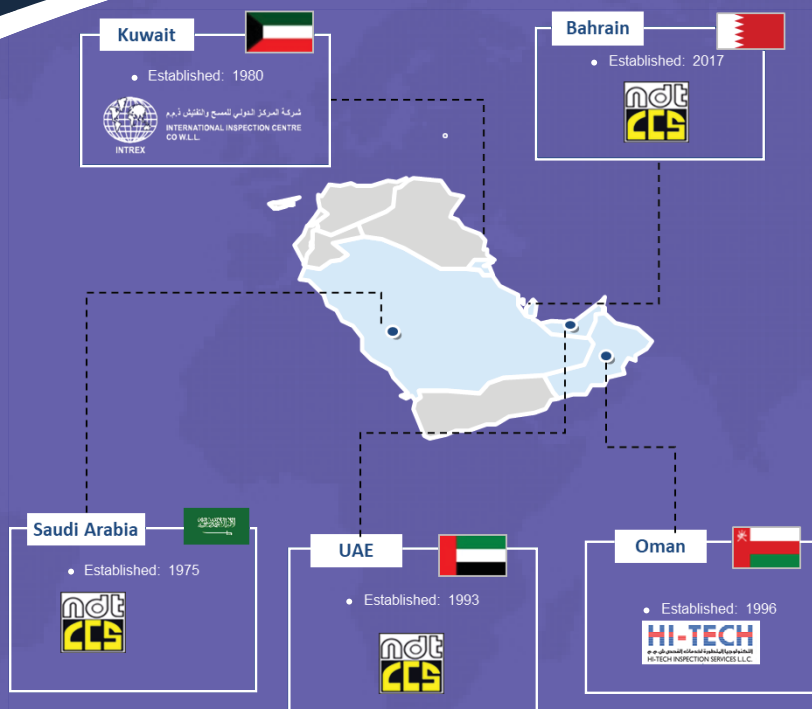 Kuwait
• Established: 1980
شركة المركز الدولي للمسح والتفتيش ذ.م.م
INTERNATIONAL INSPECTION CENTRE
CO W.L.L.
INTREX
Bahrain
• Established: 2017
ndt
CCS
Saudi Arabia
• Established: 1975
ndt
CCS
UAE
• Established: 1993
ndt
CCS
Oman
• Established: 1996
HI-TECH
HI-TECH INSPECTION SERVICES L.L.C.